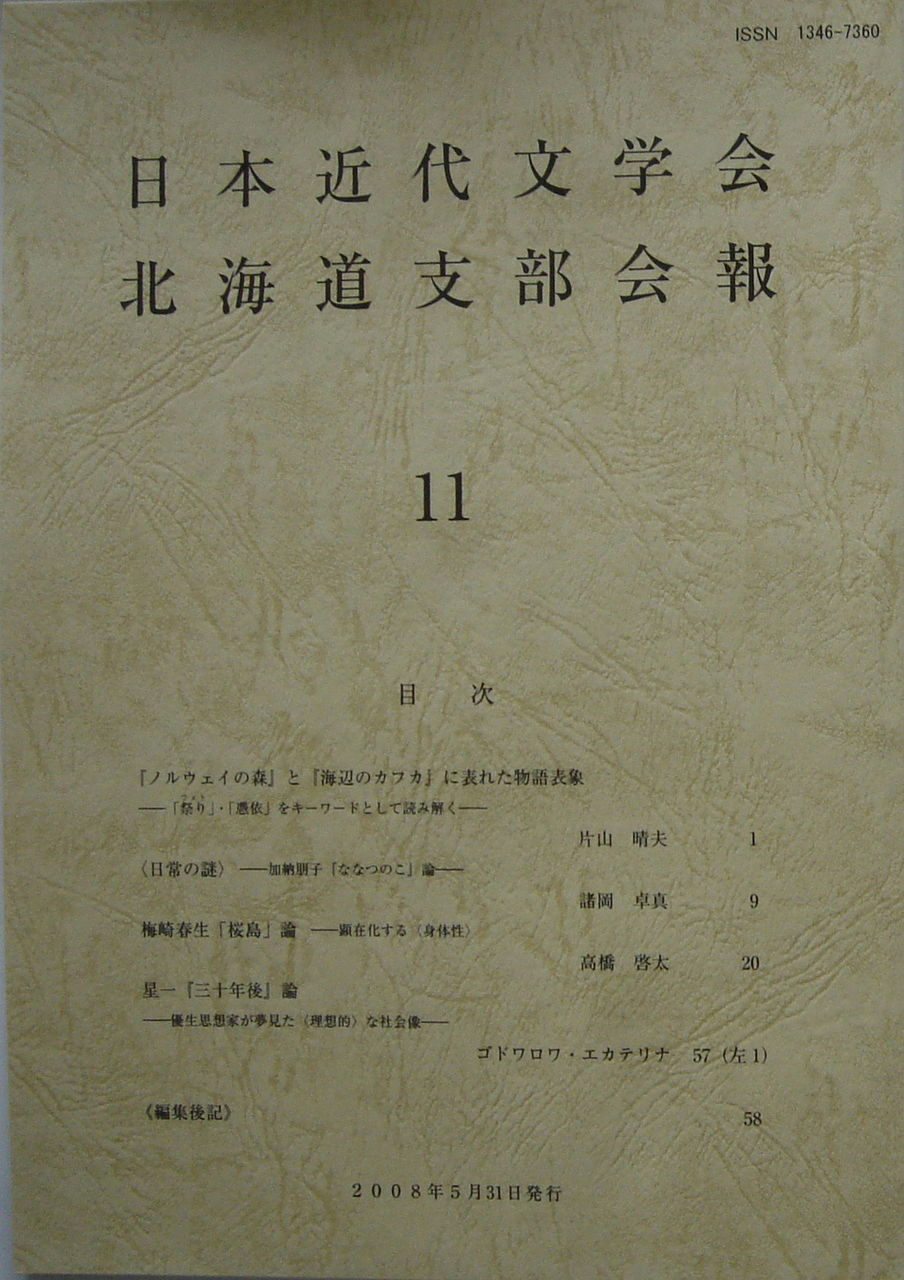 ISSN 1346-7360
日本近代文学会
北海道支部会報
11
目 次
『ノルウェイの森』と『海辺のカフカ』に表れた物語表象
――「祭り」・「憑依」をキーワードとして読み解く――
片山 晴夫 1
〈日常の謎〉 ――加納朋子『ななつのこ』論――
諸岡 卓真 9
梅崎春生「桜島」論 ――顕在化する〈身体性〉
高橋 啓太 20
星一『三十年後』論
――優生思想家が夢見た〈理想的〉な社会像――
ゴドワロワ・エカテリナ 57（左1）
《編集後記》 58
２００８年５月31日発行